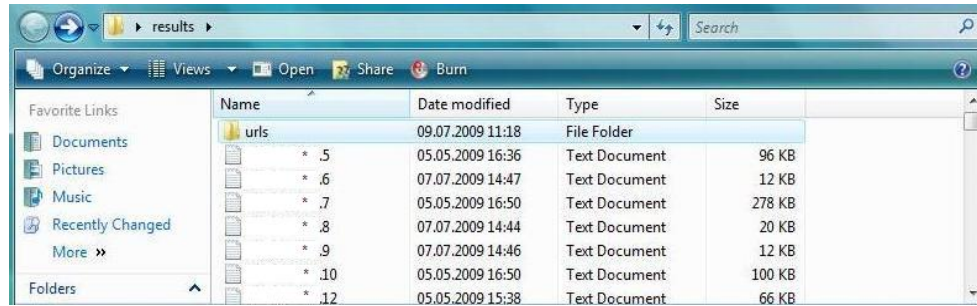 results
Search
Organize Views Open Share Burn
Favorite Links
Documents
Pictures
Music
Recently Changed
More »
Folders
Name Date modified Type Size
urls 09.07.2009 11:18 File Folder
* .5 05.05.2009 16:36 Text Document 96 KB
* .6 07.07.2009 14:47 Text Document 12 KB
* .7 05.05.2009 16:50 Text Document 278 KB
* .8 07.07.2009 14:44 Text Document 20 KB
* .9 07.07.2009 14:46 Text Document 12 KB
* .10 05.05.2009 16:50 Text Document 100 KB
* .12 05.05.2009 15:38 Text Document 66 KB